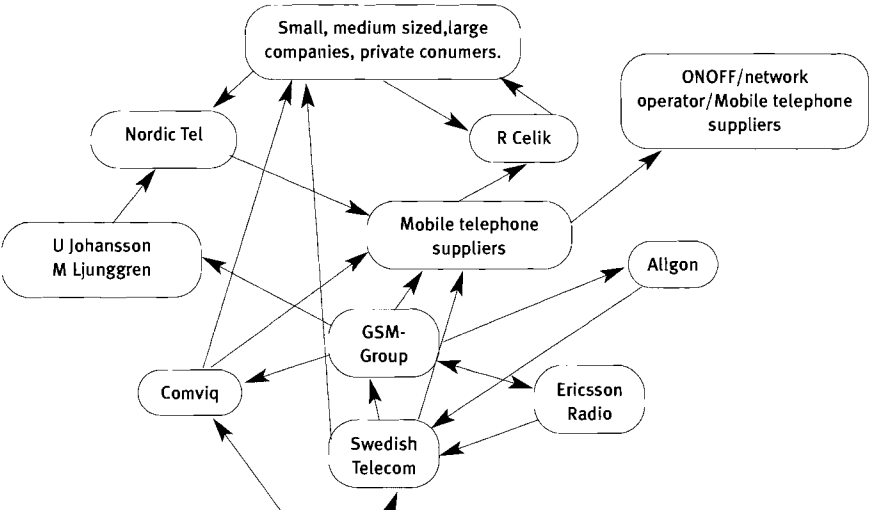 Small, medium sized,large
companies, private conumers.
ONOFF/network
operator/Mobile telephone
suppliers
Nordic Tel
R Celik
Mobile telephone
suppliers
U Johansson
M Ljunggren
Allgon
GSM-
Group
Comviq
Ericsson
Radio
Swedish
Telecom